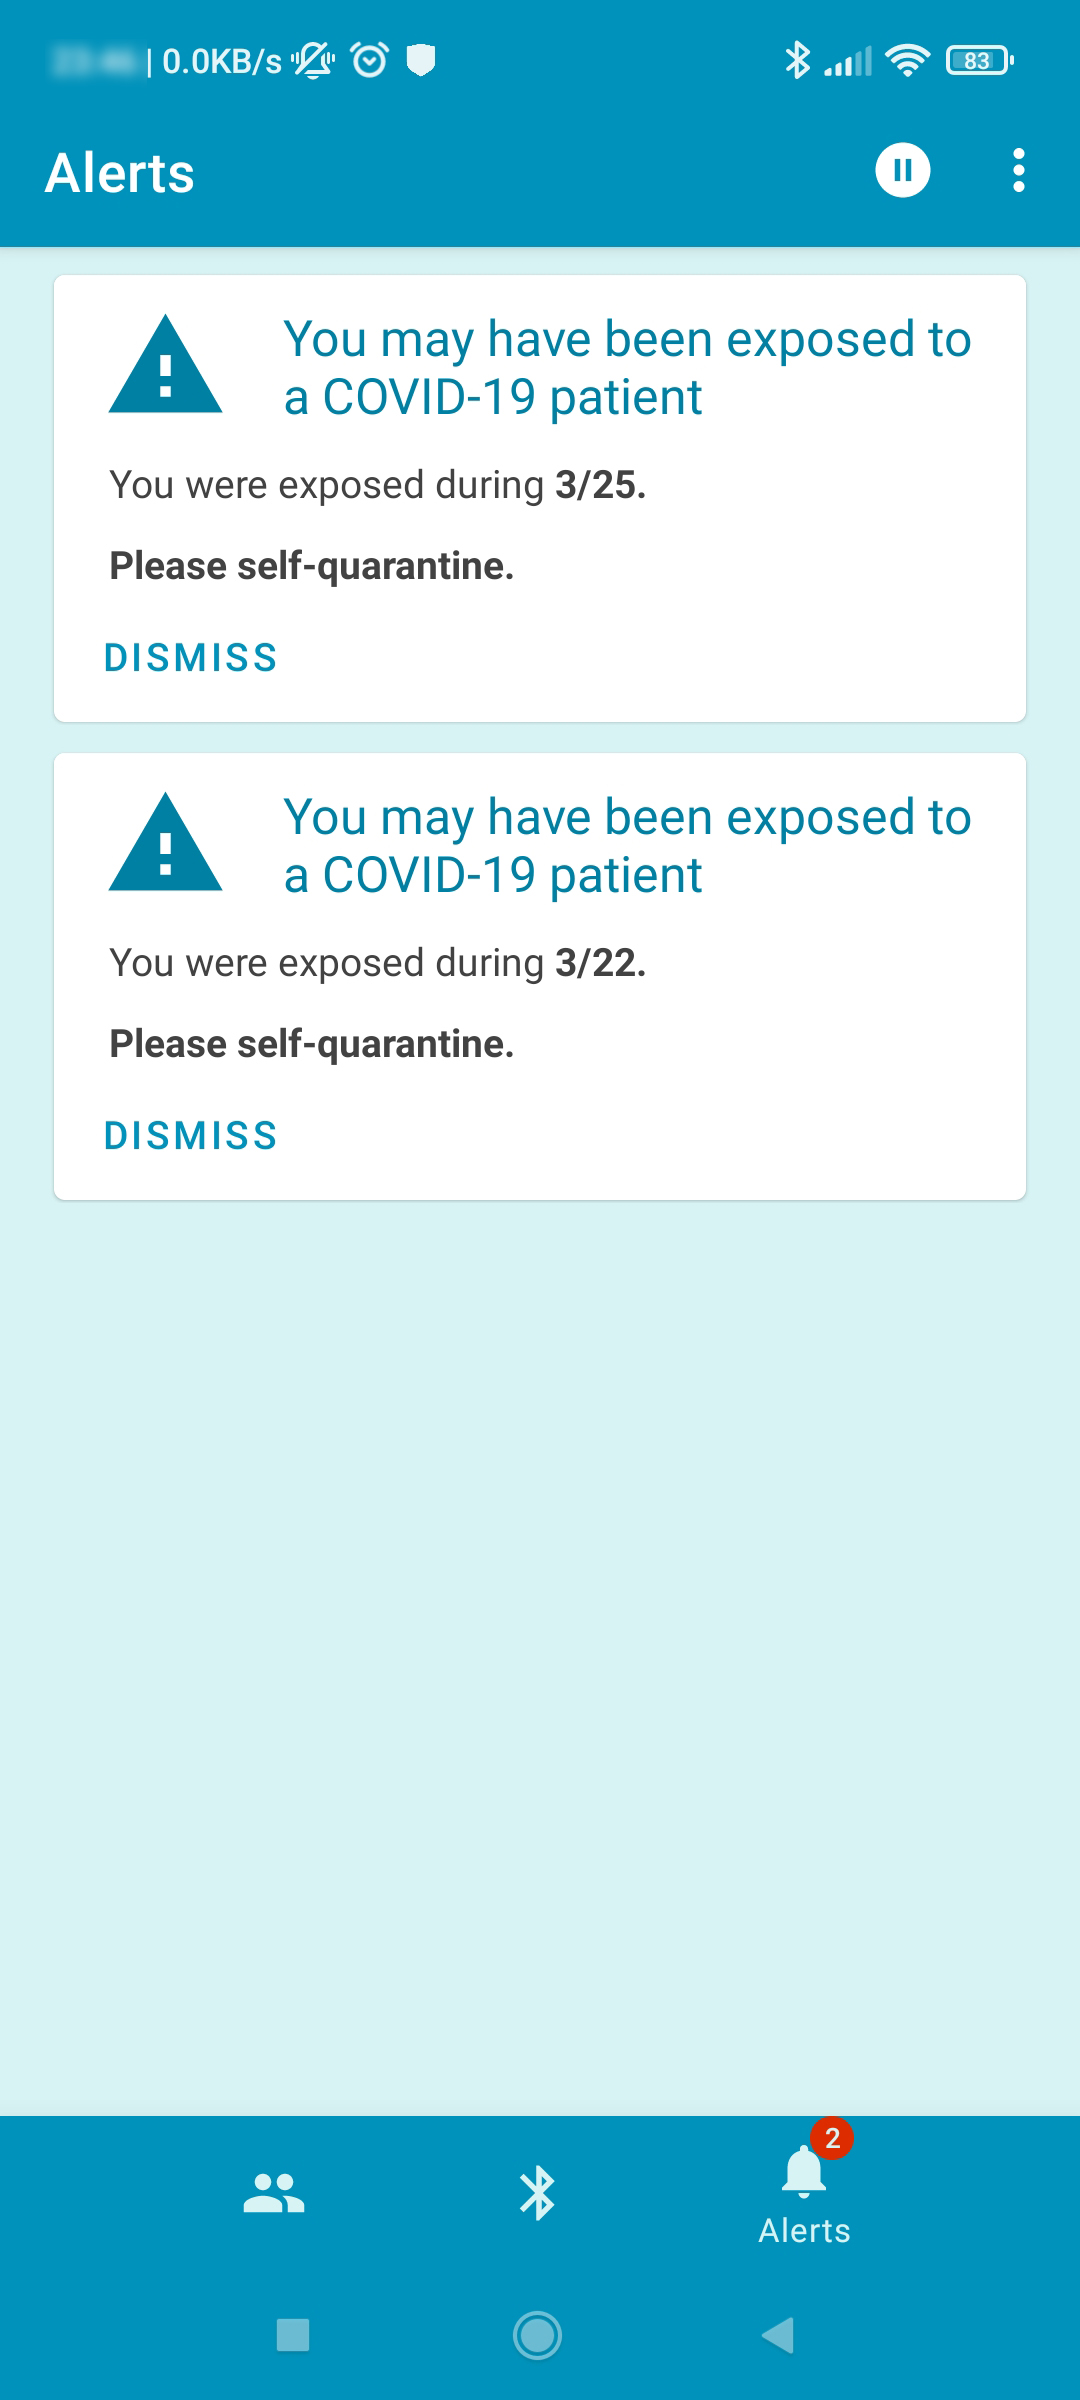 | 0.0KB/s
83
Alerts
You may have been exposed to
a COVID-19 patient
You were exposed during 3/25.
Please self-quarantine.
DISMISS
You may have been exposed to
a COVID-19 patient
You were exposed during 3/22.
Please self-quarantine.
DISMISS
2
Alerts